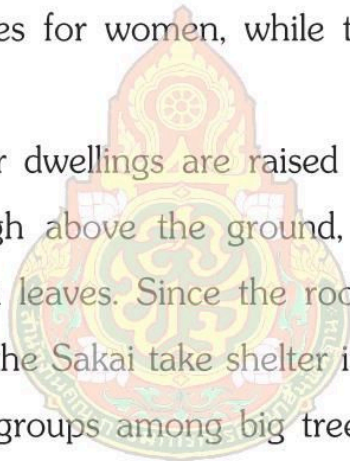 es for women, while t
r dwellings are raised
gh above the ground,
leaves. Since the roo
he Sakai take shelter i
groups among big tree